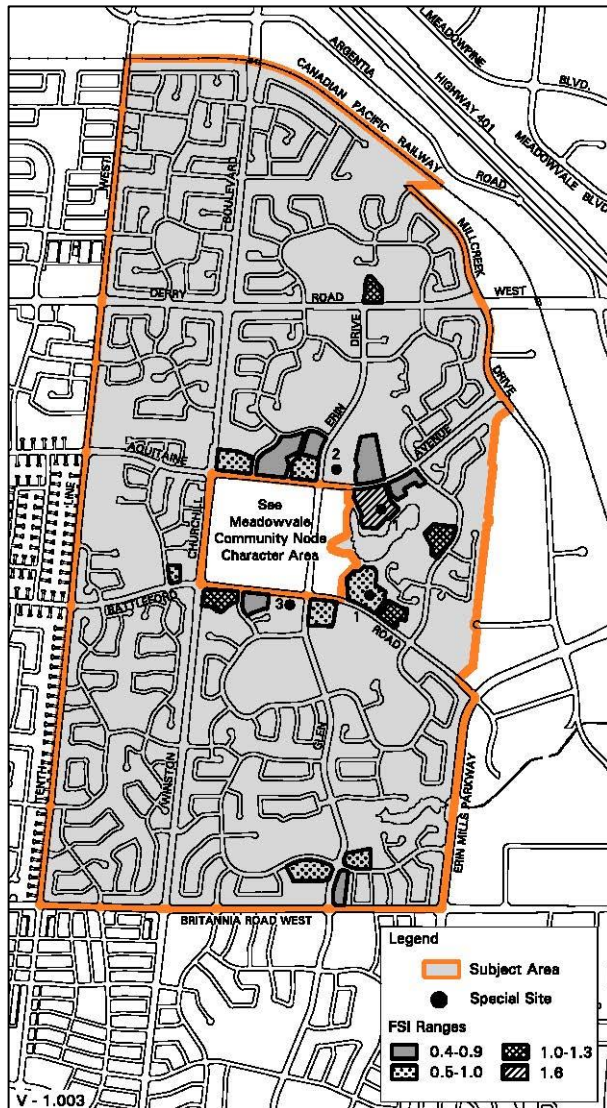 MEADOWPINE
BLVD.
ARGENTIA
HIGHWAY 401
CANADIAN PACIFIC RAILWAY
MEADOWVALE BLVD.
ROAD
WEST
BOULEVARD
MILLCREEK
DERRY
ROAD
WEST
DRIVE
DRIVE
ERIN
AVENUE
AQUITAINE
2
See
Meadowvale
Community Node
Character Area
1
LINE
CHURCHILL
BATTLEFORD
3
1
ROAD
GLEN
WINSTON
TENTH
ERIN MILLS PARKWAY
BRITANNIA ROAD WEST
Legend
Subject Area
Special Site
FSI Ranges
0.4-0.9
1.0-1.3
0.5-1.0
1.6
V - 1.003